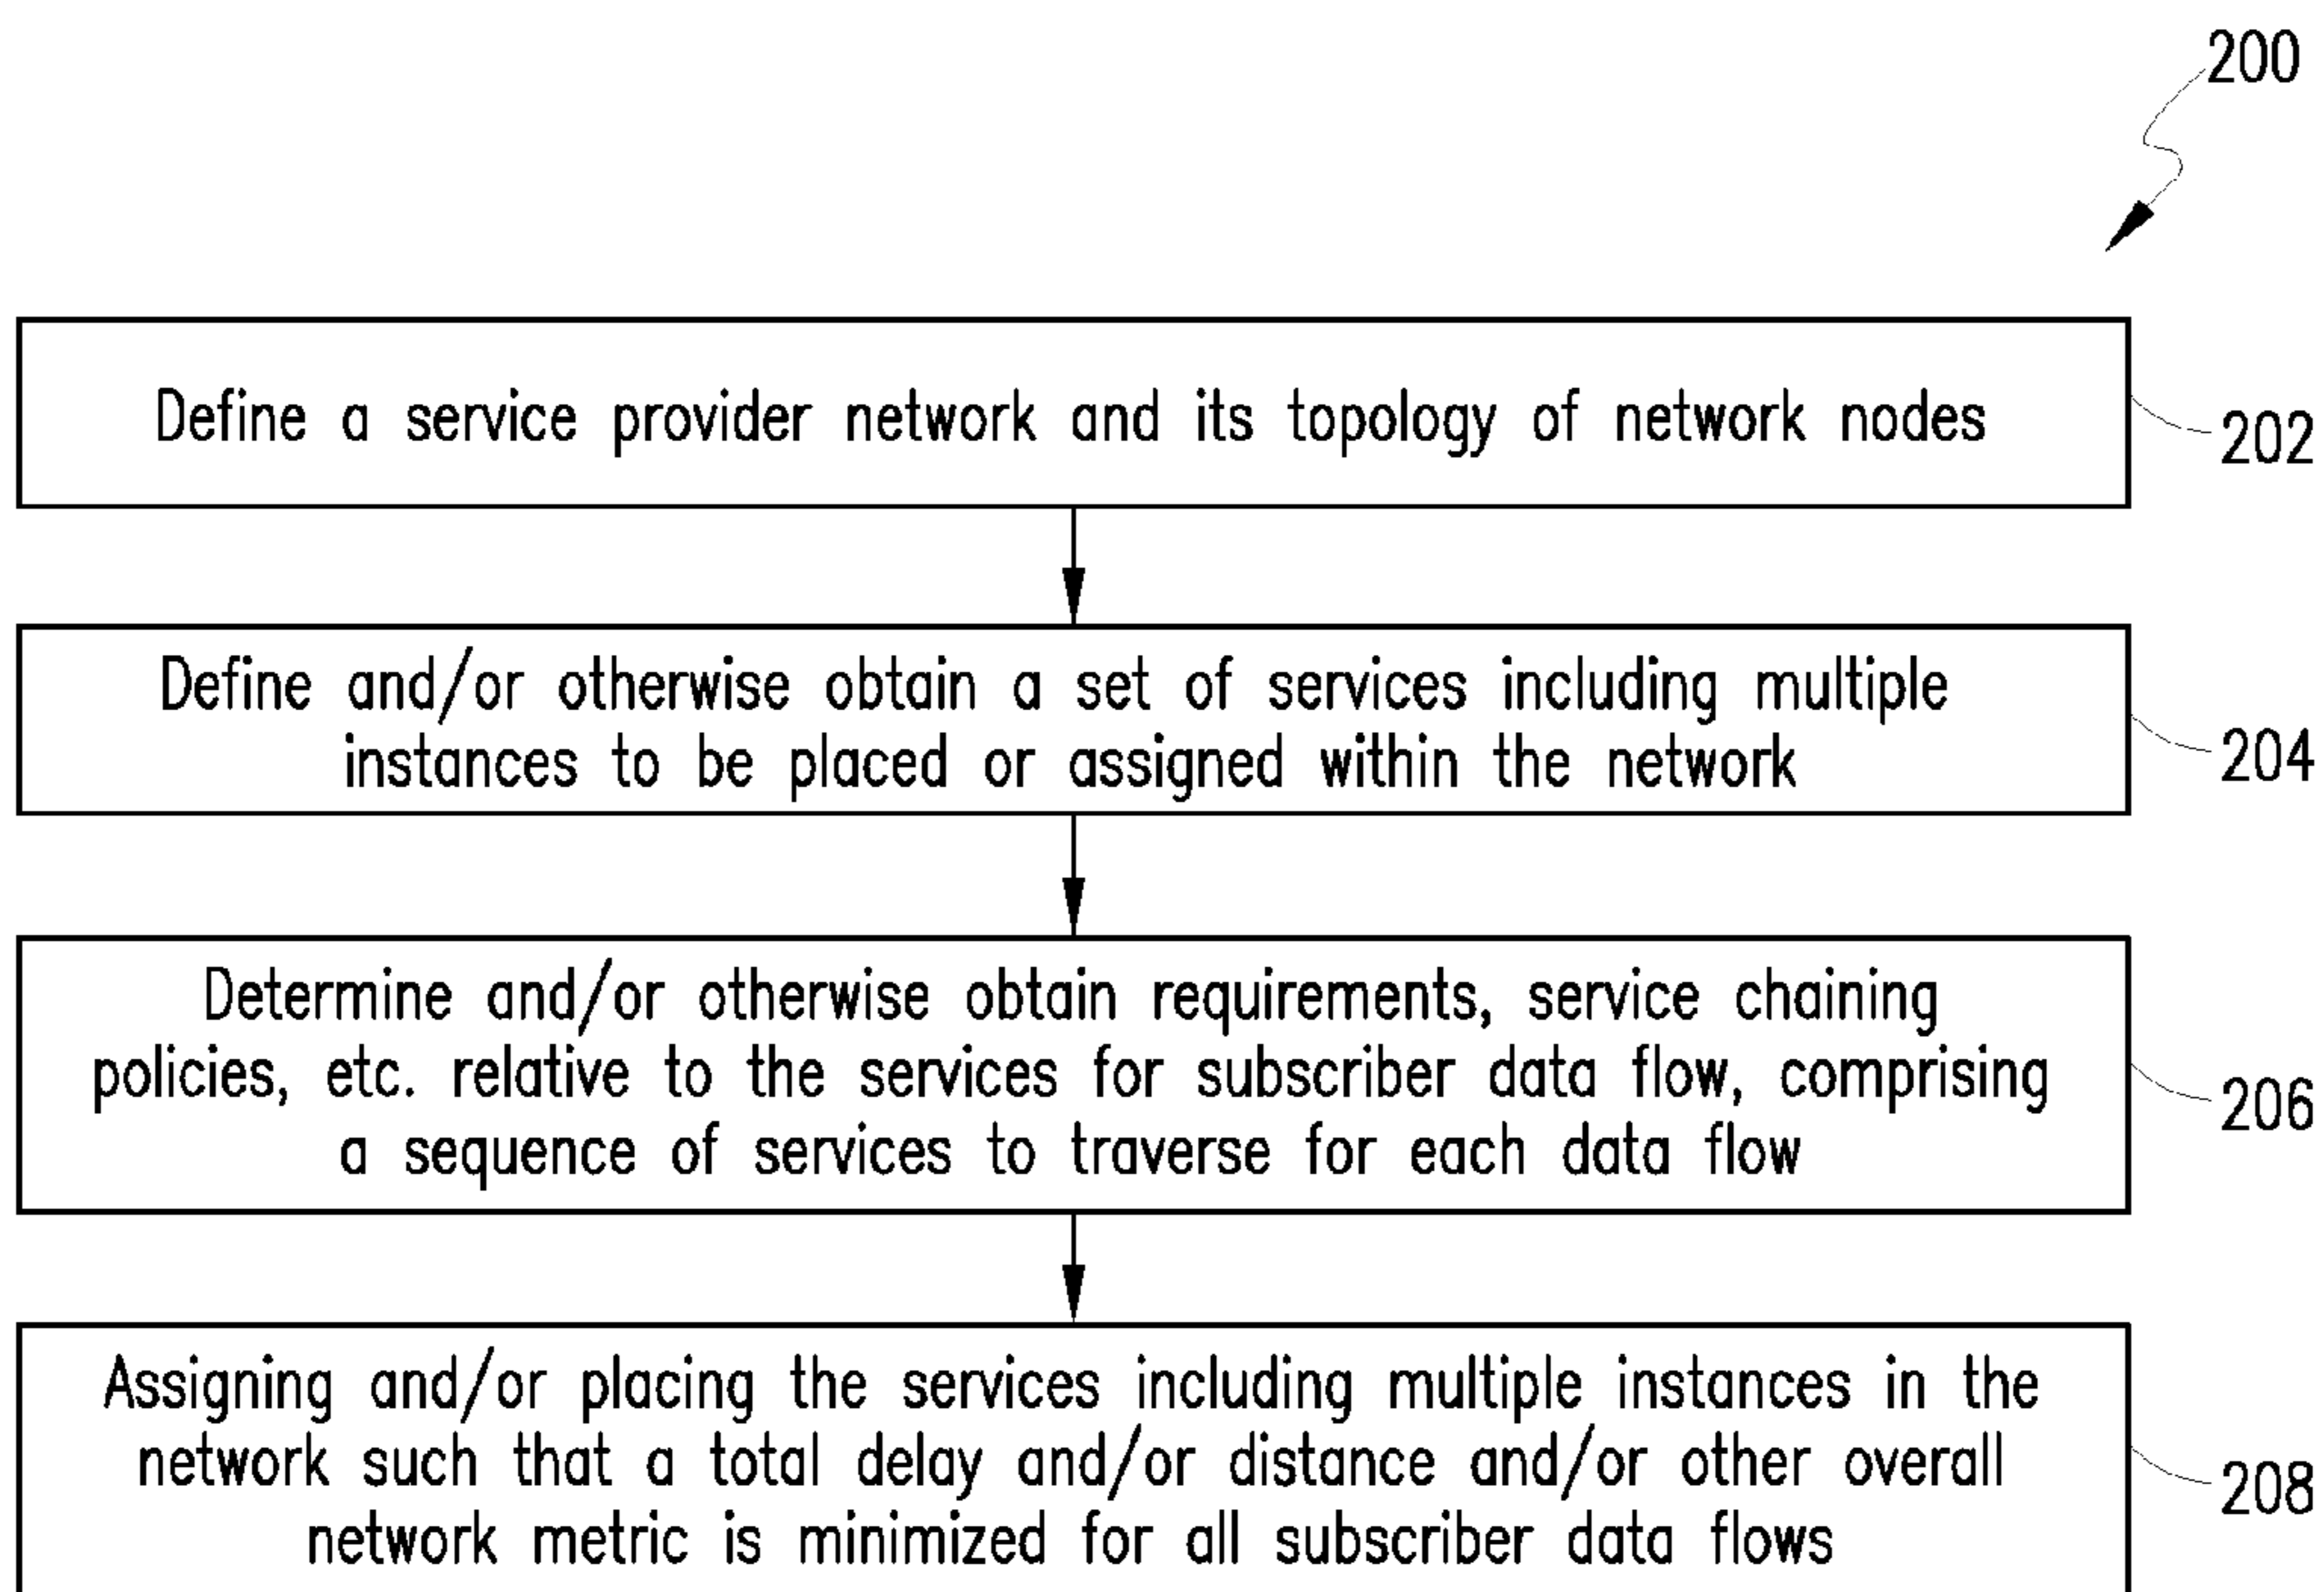 200
Define a service provider network and its topology of network nodes
202
Define and/or otherwise obtain a set of services including multiple
instances to be placed or assigned within the network
204
Determine and/or otherwise obtain requirements, service chaining
policies, etc. relative to the services for subscriber data flow, comprising
a sequence of services to traverse for each data flow
206
Assigning and/or placing the services including multiple instances in the
network such that a total delay and/or distance and/or other overall
network metric is minimized for all subscriber data flows
208